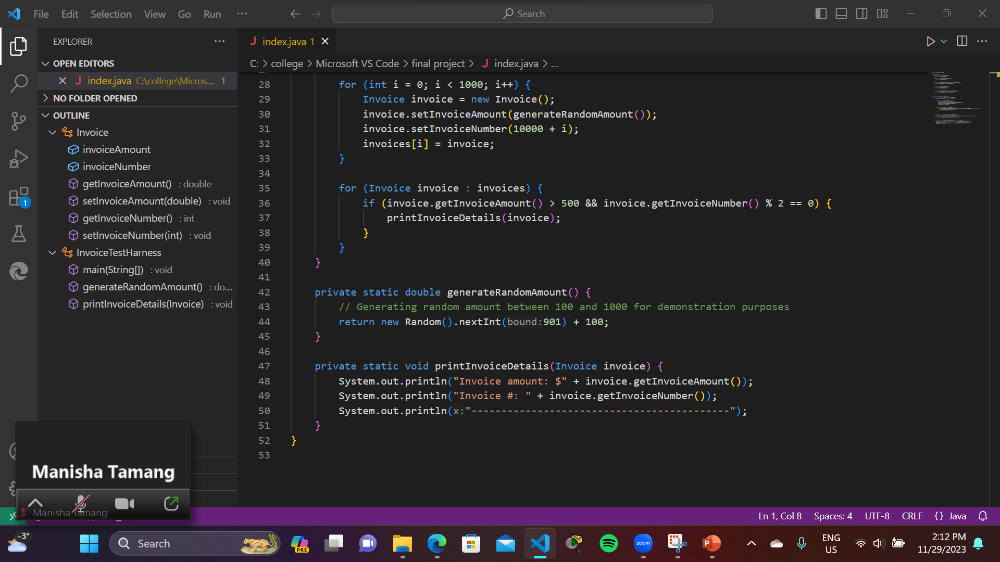 File Edit Selection View Go Run ··· Search
EXPLORER ···
OPEN EDITORS
index.java C:\college\Micros... 1
NO FOLDER OPENED
OUTLINE
Invoice
invoiceAmount
invoiceNumber
getInvoiceAmount() : double
setInvoiceAmount(double) : void
getInvoiceNumber() : int
setInvoiceNumber(int) : void
InvoiceTestHarness
main(String[]) : void
generateRandomAmount() : do...
printInvoiceDetails(Invoice) : void
1
index.java 1
C: > college > Microsoft VS Code > final project > index.java > ...
28 for (int i = 0; i < 1000; i++) {
29 Invoice invoice = new Invoice();
30 invoice.setInvoiceAmount(generateRandomAmount());
31 invoice.setInvoiceNumber(10000 + i);
32 invoices[i] = invoice;
33 }
34
35 for (Invoice invoice : invoices) {
36 if (invoice.getInvoiceAmount() > 500 && invoice.getInvoiceNumber() % 2 == 0) {
37 printInvoiceDetails(invoice);
38 }
39 }
40 }
41
42 private static double generateRandomAmount() {
43 // Generating random amount between 100 and 1000 for demonstration purposes
44 return new Random().nextInt(bound:901) + 100;
45 }
46
47 private static void printInvoiceDetails(Invoice invoice) {
48 System.out.println("Invoice amount: $" + invoice.getInvoiceAmount());
49 System.out.println("Invoice #: " + invoice.getInvoiceNumber());
50 System.out.println(x:"-------------------------------------------");
51 }
52 }
53
Manisha Tamang
Manisha Tamang
Ln 1, Col 8 Spaces: 4 UTF-8 CRLF {} Java
-3°
Search
PRE
zoom
P
ENG
US
2:12 PM
11/29/2023